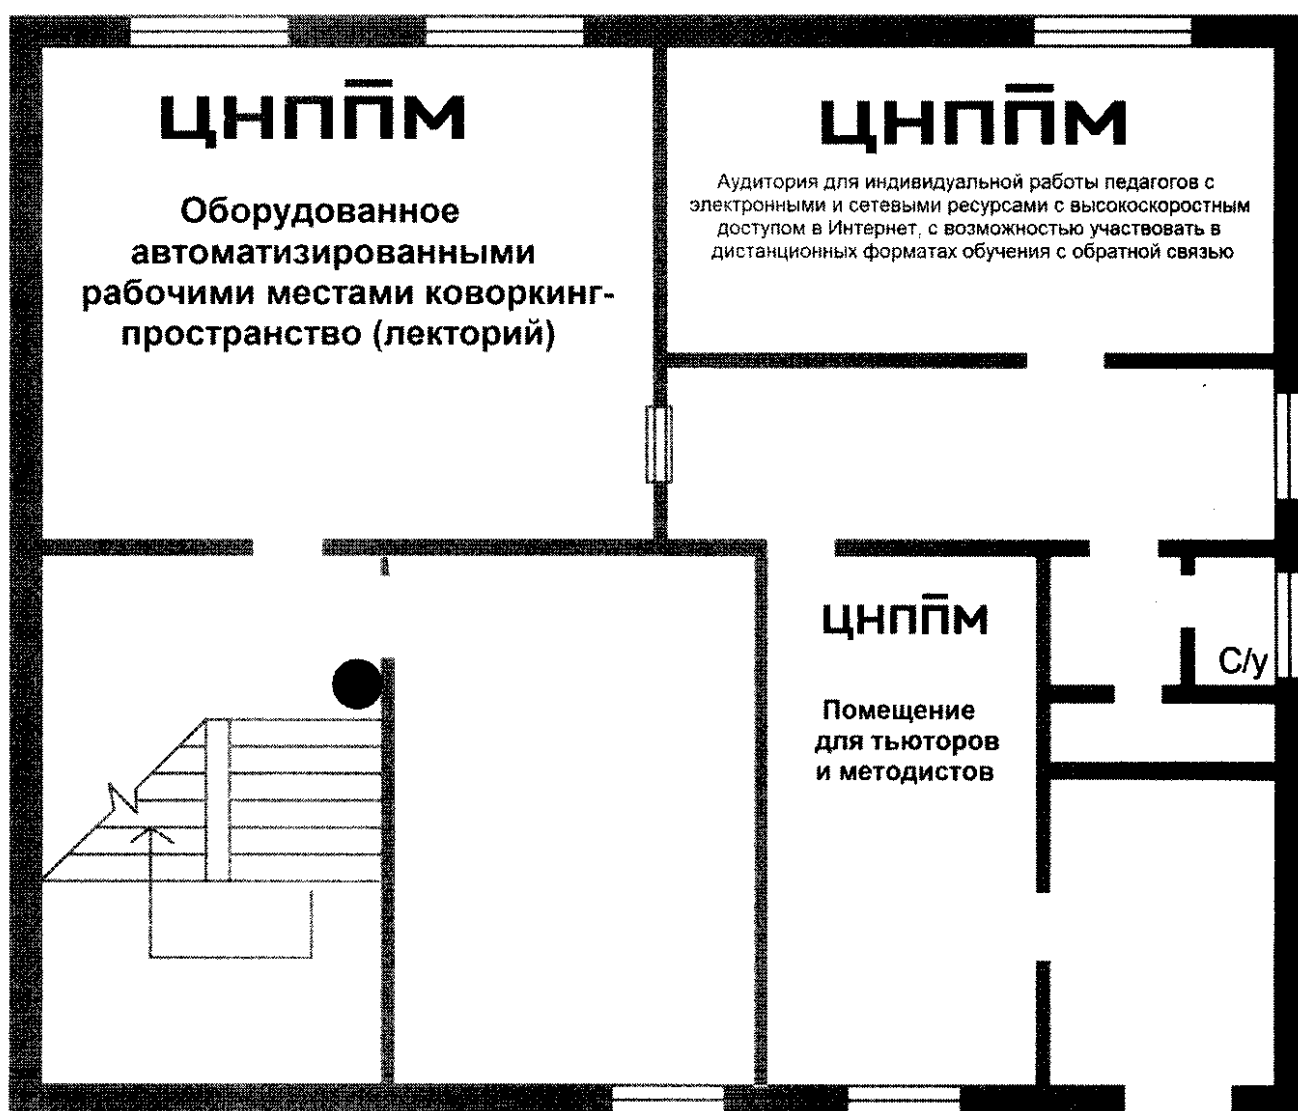 ЦНППМ
Оборудованное
автоматизированными
рабочими местами коворкинг-
пространство (лекторий)
ЦНППМ
Аудитория для индивидуальной работы педагогов с
электронными и сетевыми ресурсами с высокоскоростным
доступом в Интернет, с возможностью участвовать в
дистанционных форматах обучения с обратной связью
ЦНППМ
Помещение
для тьюторов
и методистов
С/у